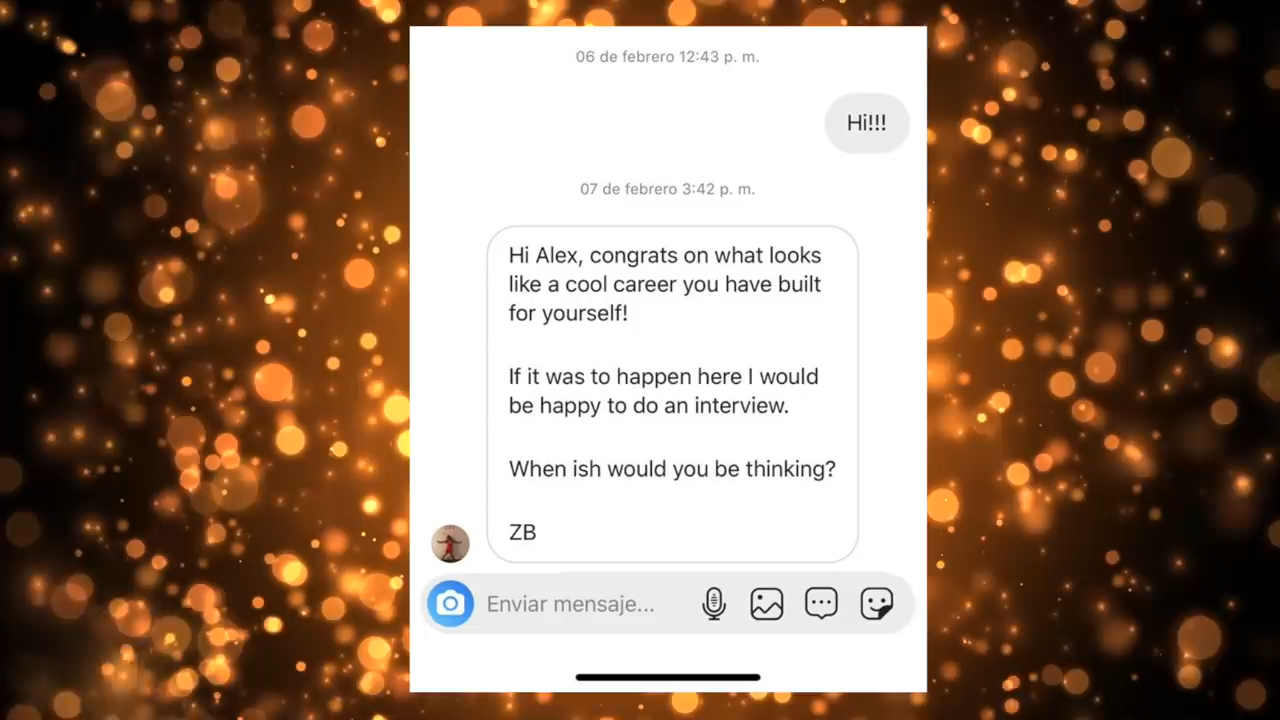 06 de febrero 12:43 p. m.
Hi!!!
07 de febrero 3:42 p. m.
Hi Alex, congrats on what looks
like a cool career you have built
for yourself!
If it was to happen here I would
be happy to do an interview.
When ish would you be thinking?
ZB
Enviar mensaje...